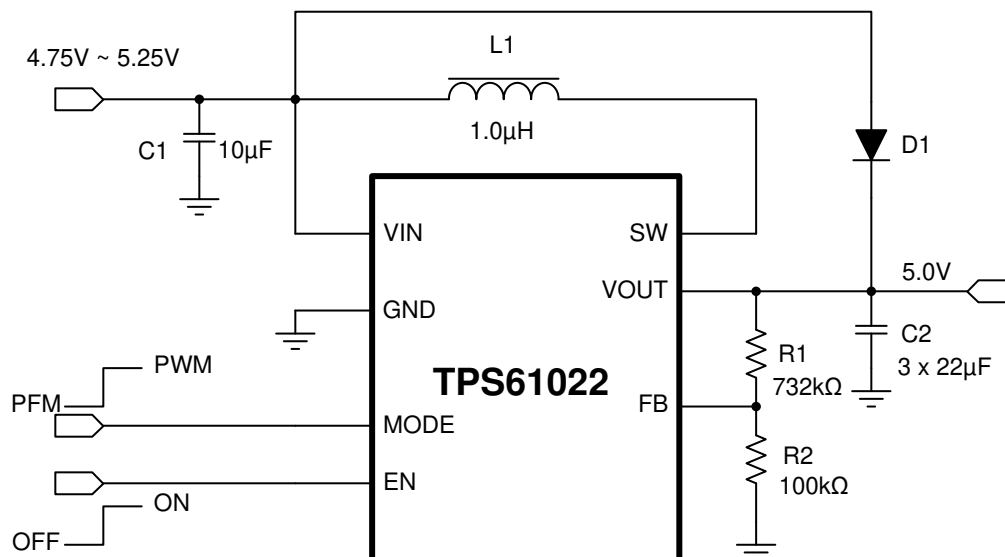 L1
4.75V ~ 5.25V
1.0µH
C1
10µF
D1
VIN
SW
5.0V
VOUT
GND
C2
3 x 22µF
R1
732kΩ
PWM
TPS61022
PFM
FB
MODE
R2
100kΩ
EN
ON
OFF